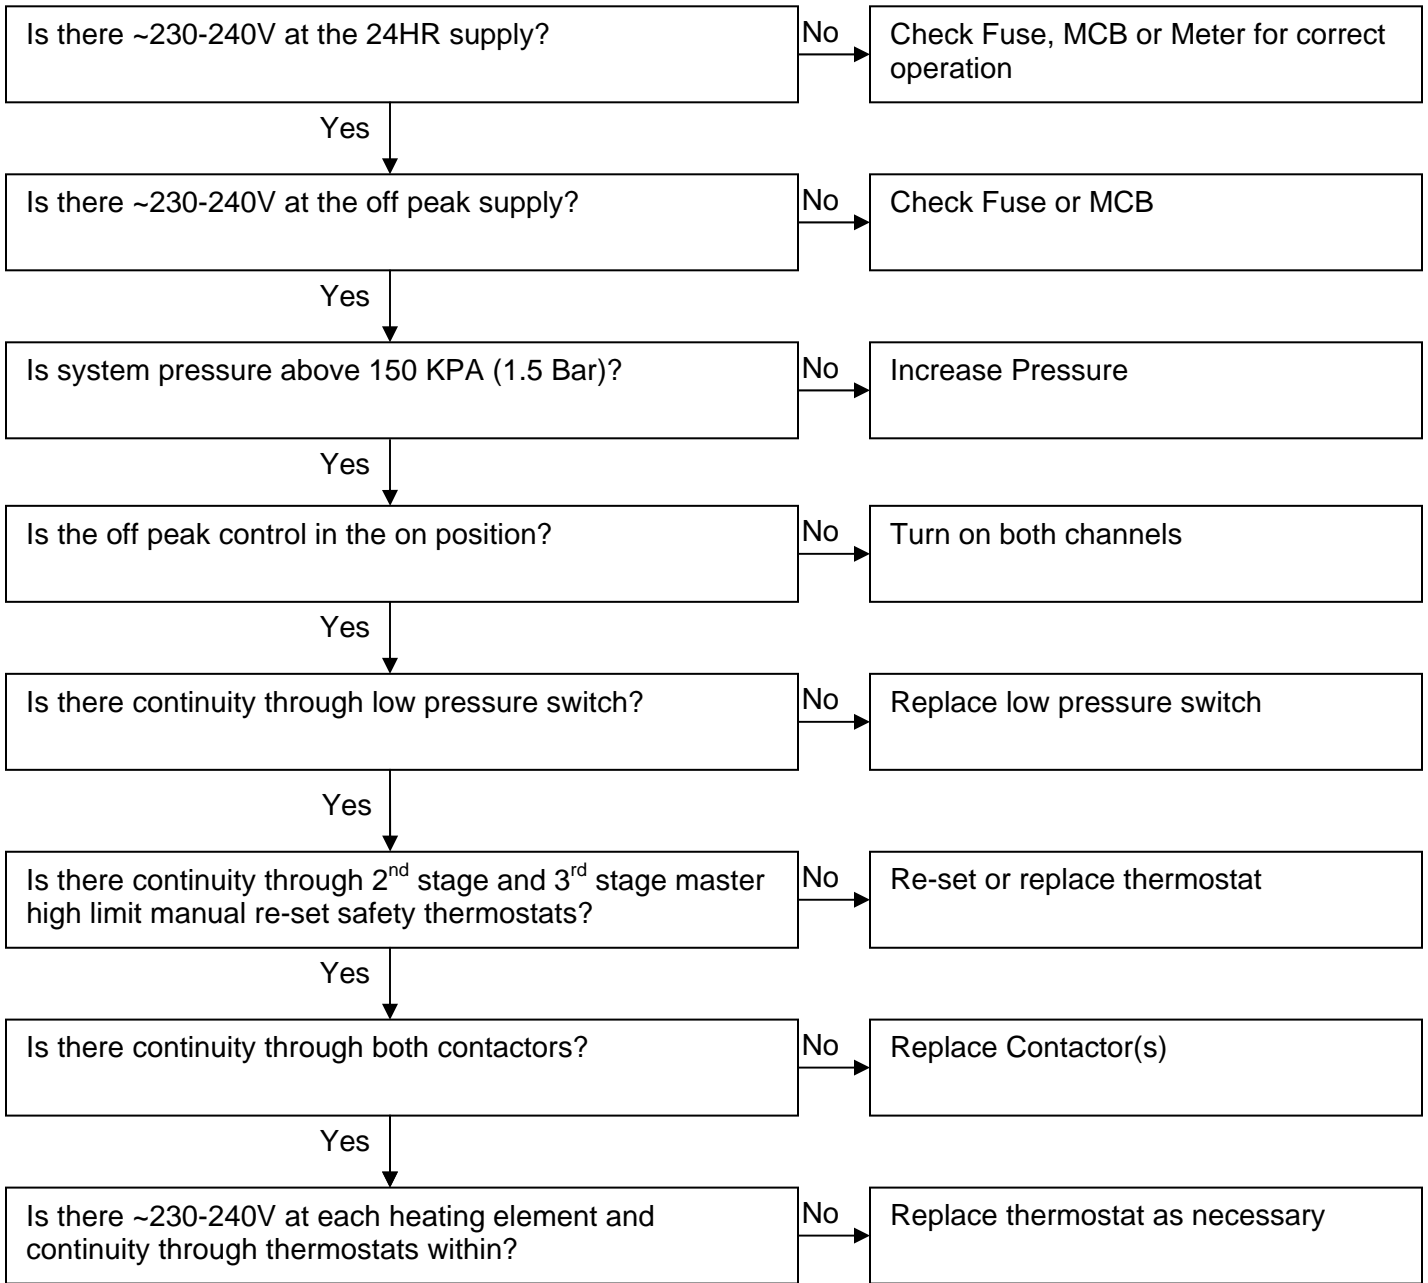 Is there ~230-240V at the 24HR supply?
No
Check Fuse, MCB or Meter for correct
operation
Yes
Is there ~230-240V at the off peak supply?
No
Check Fuse or MCB
Yes
Is system pressure above 150 KPA (1.5 Bar)?
No
Increase Pressure
Yes
Is the off peak control in the on position?
No
Turn on both channels
Yes
Is there continuity through low pressure switch?
No
Replace low pressure switch
Yes
Is there continuity through 2nd stage and 3rd stage master
high limit manual re-set safety thermostats?
No
Re-set or replace thermostat
Yes
Is there continuity through both contactors?
No
Replace Contactor(s)
Yes
Is there ~230-240V at each heating element and
continuity through thermostats within?
No
Replace thermostat as necessary